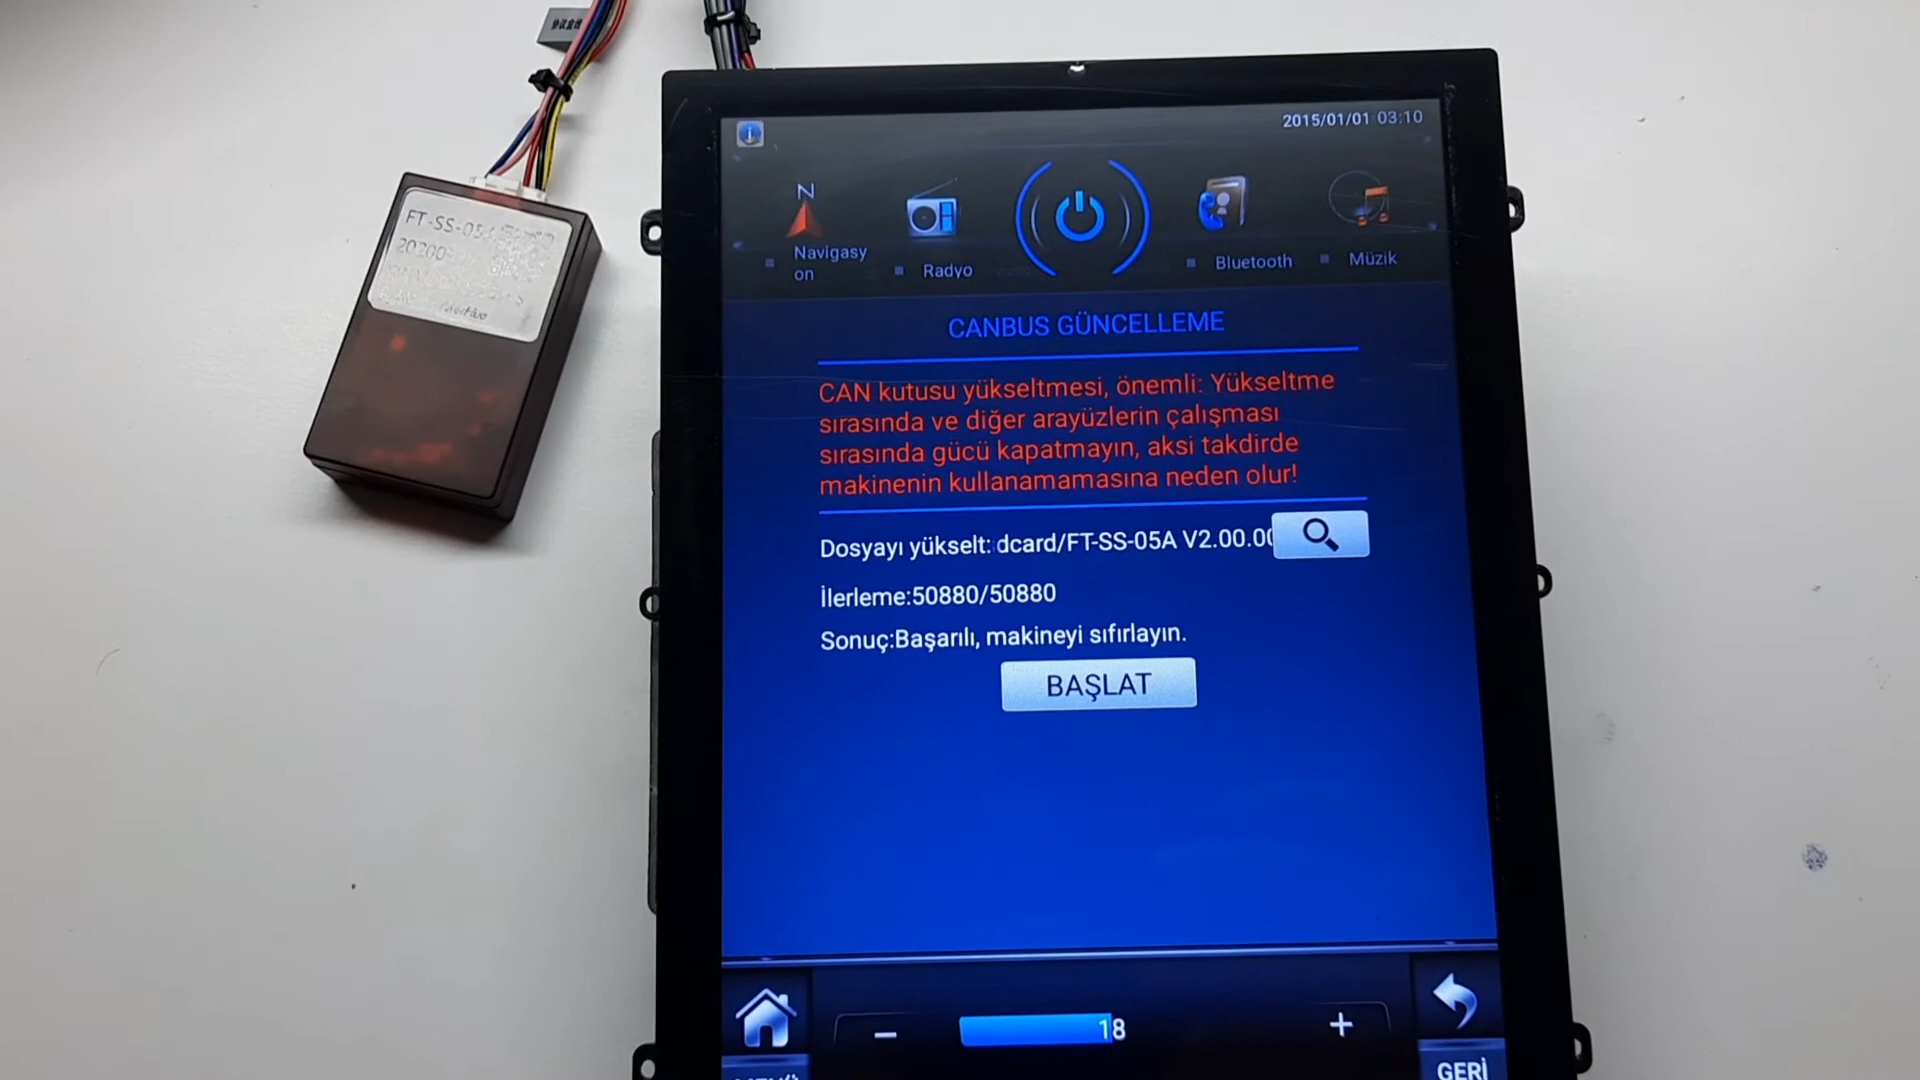 FT-SS-05A
2015/01/01 03:10
N
Navigasy
on
Radyo
Bluetooth
Müzik
CANBUS GÜNCELLEME
CAN kutusu yükseltmesi, önemli: Yükseltme
sırasında ve diğer arayüzlerin çalışması
sırasında gücü kapatmayın, aksi takdirde
makinenin kullanamamasına neden olur!
Dosyayı yükselt: dcard/FT-SS-05A V2.00.00
İlerleme:50880/50880
Sonuç:Başarılı, makineyi sıfırlayın.
BAŞLAT
- 18 +
GERİ